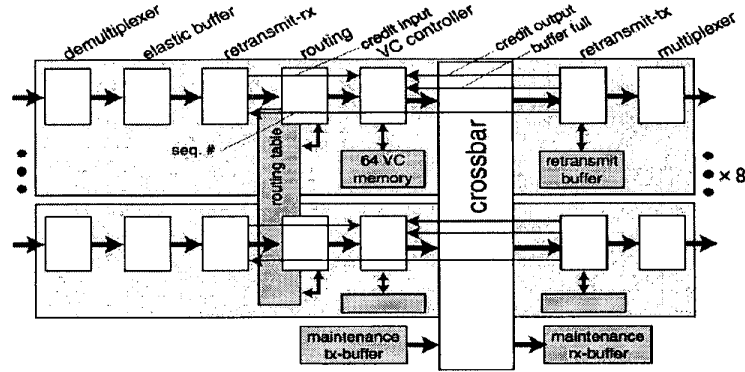 demultiplexer
elastic buffer
retransmit-rx
routing
credit input
VC controller
credit output
buffer full
retransmit-tx
multiplexer
seq. #
routing table
64 VC
memory
crossbar
retransmit
buffer
× 8
maintenance
tx-buffer
maintenance
rx-buffer